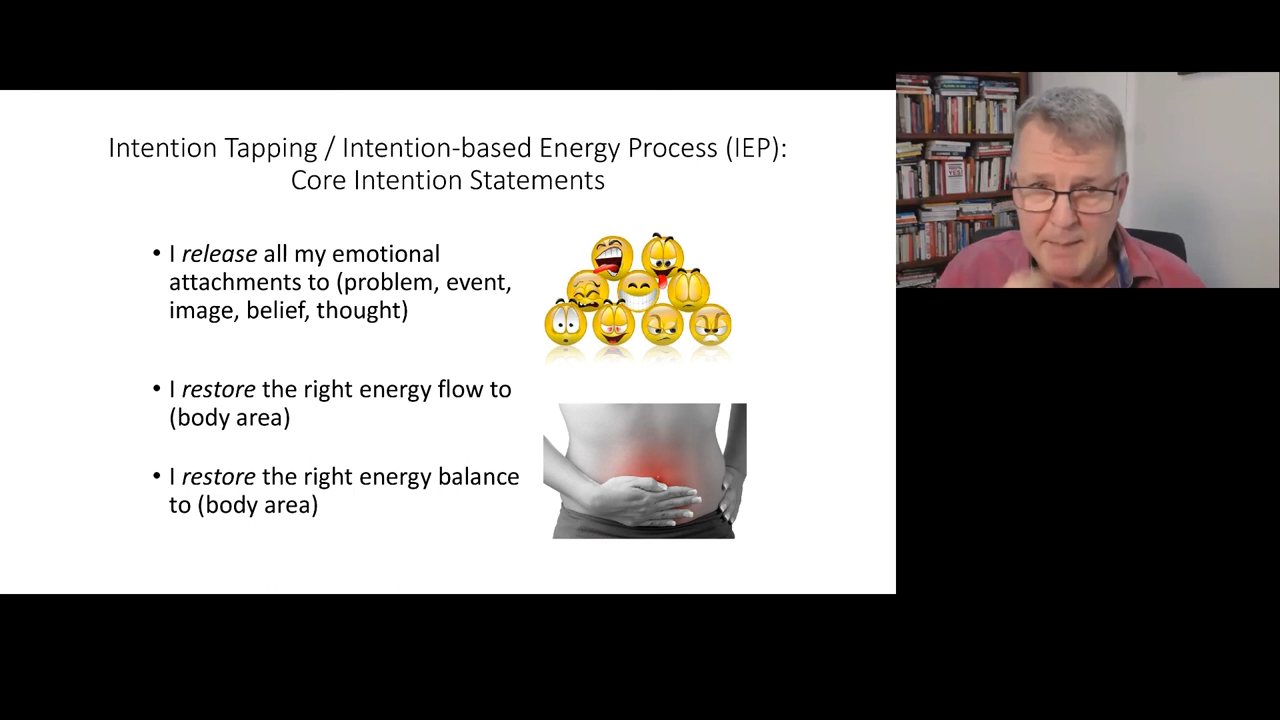 Intention Tapping / Intention-based Energy Process (IEP):
Core Intention Statements
• I release all my emotional
attachments to (problem, event,
image, belief, thought)
• I restore the right energy flow to
(body area)
• I restore the right energy balance
to (body area)